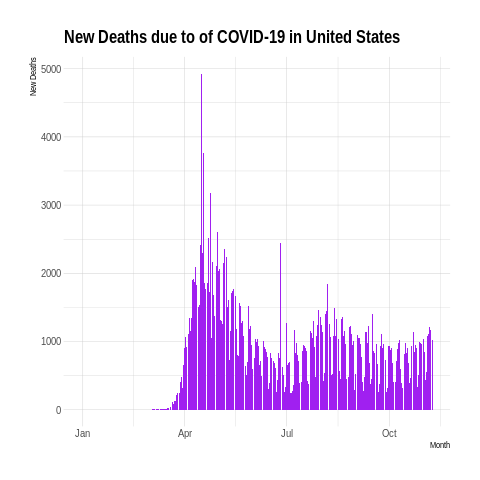 New Deaths due to of COVID-19 in United States
New Deaths
5000
4000
3000
2000
1000
0
Jan Apr Jul Oct
Month